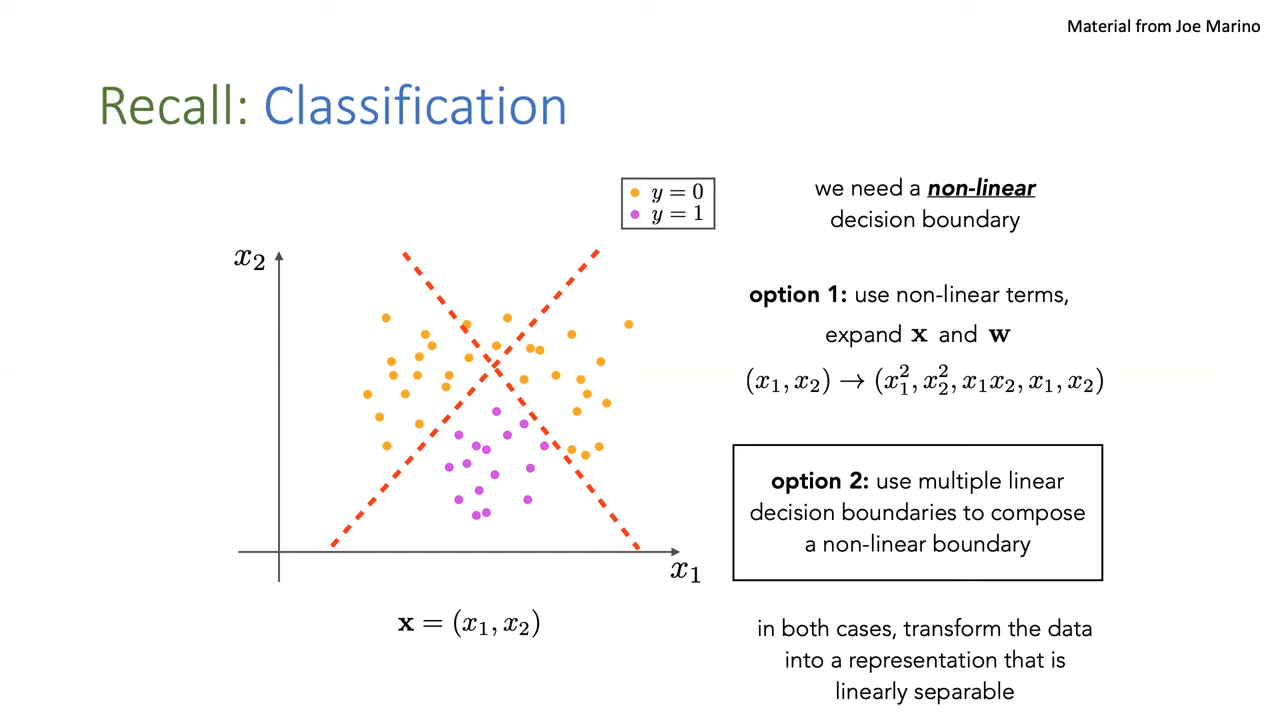 Material from Joe Marino
Recall: Classification
y = 0
y = 1
x₂
x₁
x = (x₁, x₂)
we need a non-linear
decision boundary
option 1: use non-linear terms,
expand x and w
(x₁, x₂) → (x₁², x₂², x₁x₂, x₁, x₂)
option 2: use multiple linear
decision boundaries to compose
a non-linear boundary
in both cases, transform the data
into a representation that is
linearly separable